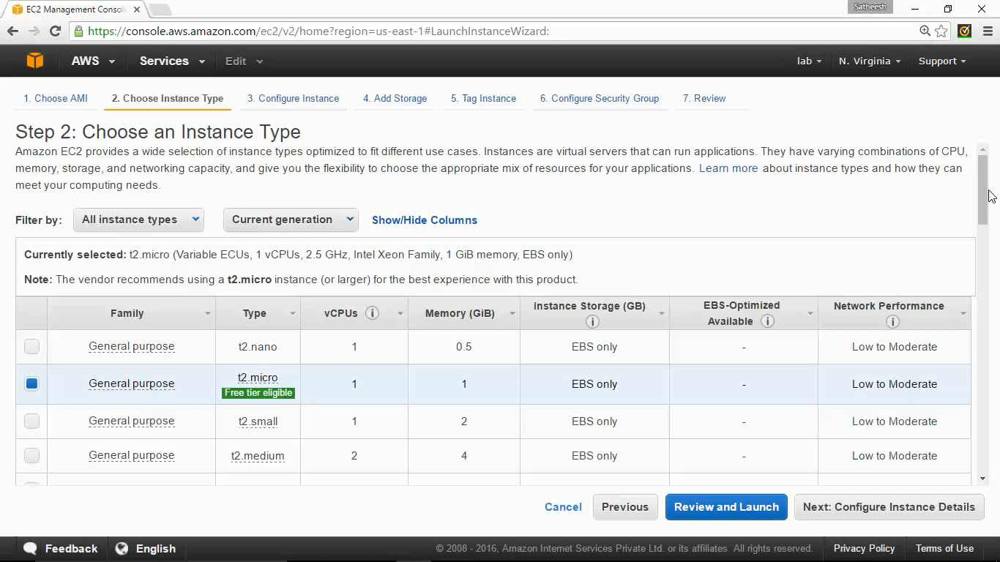 EC2 Management Consol
Satheesh
https://console.aws.amazon.com/ec2/v2/home?region=us-east-1#LaunchInstanceWizard:
AWS Services Edit lab N. Virginia Support
1. Choose AMI 2. Choose Instance Type 3. Configure Instance 4. Add Storage 5. Tag Instance 6. Configure Security Group 7. Review
Step 2: Choose an Instance Type
Amazon EC2 provides a wide selection of instance types optimized to fit different use cases. Instances are virtual servers that can run applications. They have varying combinations of CPU,
memory, storage, and networking capacity, and give you the flexibility to choose the appropriate mix of resources for your applications. Learn more about instance types and how they can
meet your computing needs.
Filter by: All instance types Current generation Show/Hide Columns
Currently selected: t2.micro (Variable ECUs, 1 vCPUs, 2.5 GHz, Intel Xeon Family, 1 GiB memory, EBS only)
Note: The vendor recommends using a t2.micro instance (or larger) for the best experience with this product.
Family Type vCPUs Memory (GiB) Instance Storage (GB) EBS-Optimized Available Network Performance
General purpose t2.nano 1 0.5 EBS only - Low to Moderate
General purpose t2.micro Free tier eligible 1 1 EBS only - Low to Moderate
General purpose t2.small 1 2 EBS only - Low to Moderate
General purpose t2.medium 2 4 EBS only - Low to Moderate
Cancel Previous Review and Launch Next: Configure Instance Details
Feedback English © 2008 - 2016, Amazon Internet Services Private Ltd. or its affiliates. All rights reserved. Privacy Policy Terms of Use